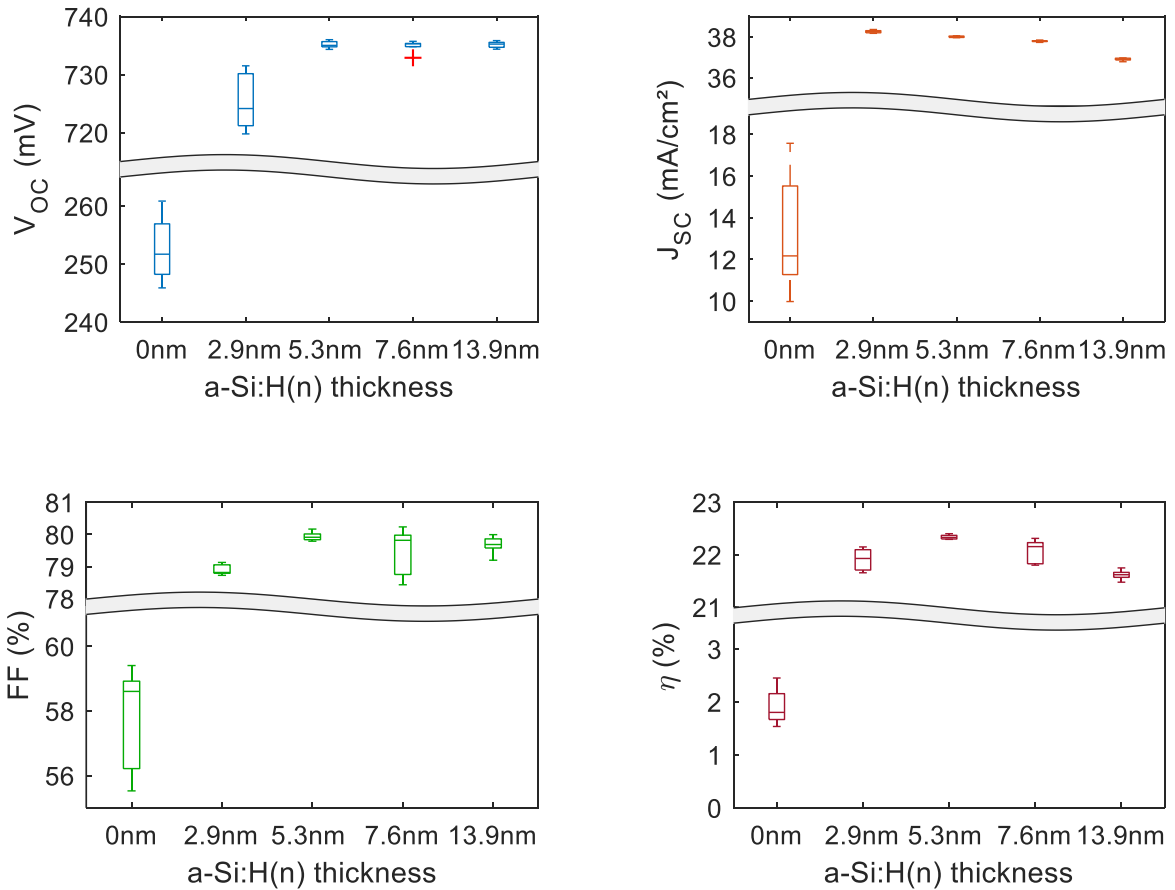 740
730
720
260
250
240
V_OC (mV)
0nm 2.9nm 5.3nm 7.6nm 13.9nm
a-Si:H(n) thickness
38
36
18
16
14
12
10
J_SC (mA/cm²)
0nm 2.9nm 5.3nm 7.6nm 13.9nm
a-Si:H(n) thickness
81
80
79
78
60
58
56
FF (%)
0nm 2.9nm 5.3nm 7.6nm 13.9nm
a-Si:H(n) thickness
23
22
21
3
2
1
0
η (%)
0nm 2.9nm 5.3nm 7.6nm 13.9nm
a-Si:H(n) thickness